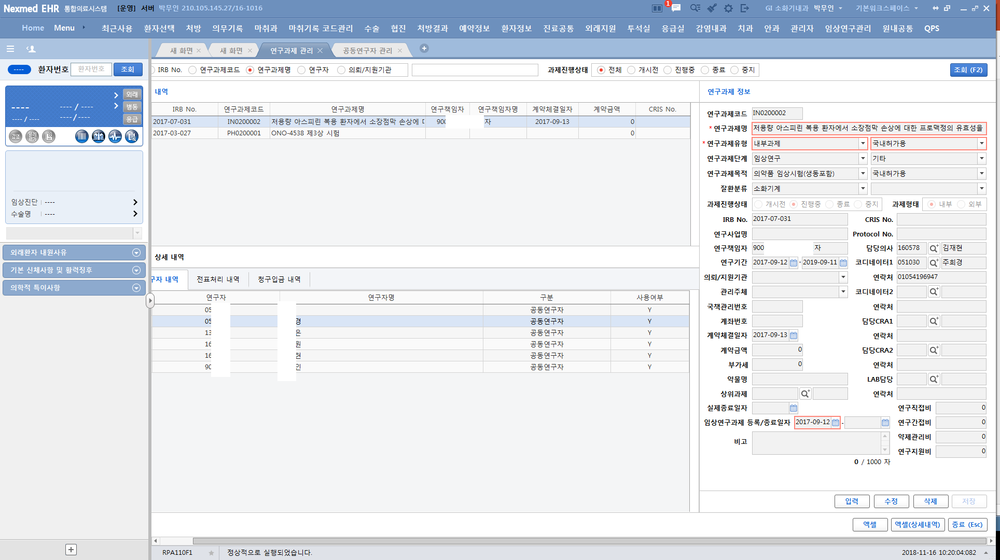 Nexmed EHR 통합의료시스템 [운영] 서버 박무인 210.105.145.27/16-1016 1 GI 소화기내과 박무인 기본워크스페이스
Home Menu 최근사용 환자선택 처방 의무기록 마취과 마취기록 코드관리 수술 협진 처방결과 예약정보 환자정보 진료공통 외래지원 투석실 응급실 감염내과 치과 안과 관리자 임상연구관리 원내공통 QPS
새 화면 새 화면 연구과제 관리 공동연구자 관리
---- 환자번호 환자번호 조회
IRB No. 연구과제코드 연구과제명 연구자 의뢰/지원기관 과제진행상태 전체 개시전 진행중 종료 중지 조회 (F2)
---- ---- / ---- 외래
---- / ---- ---- / ---- 병동
응급
감염 알레르기
임상진단 ----
수술명 ----
외래환자 내원사유
기본 신체사항 및 활력징후
의학적 특이사항
내역
IRB No. 연구과제코드 연구과제명 연구책임자 연구책임자명 계약체결일자 계약금액 CRIS No.
2017-07-031 IN0200002 저용량 아스피린 복용 환자에서 소장점막 손상에 대 900 자 2017-09-13 0
2017-03-027 PH0200001 ONO-4538 제3상 시험 0
상세 내역
구자 내역 전표처리 내역 청구입금 내역
연구자 연구자명 구분 사용여부
05 공동연구자 Y
05 경 공동연구자 Y
13 은 공동연구자 Y
16 원 공동연구자 Y
16 현 공동연구자 Y
90 인 공동연구자 Y
연구과제 정보
연구과제코드 IN0200002
* 연구과제명 저용량 아스피린 복용 환자에서 소장점막 손상에 대한 프로맥정의 유효성을
* 연구과제유형 내부과제 국내허가용
연구과제단계 임상연구 기타
연구과제목적 의약품 임상시험(생동포함) 국내허가용
질환분류 소화기계
과제진행상태 개시전 진행중 종료 중지 과제형태 내부 외부
IRB No. 2017-07-031 CRIS No.
연구사업명 Protocol No.
연구책임자 900 자 담당의사 160578 김재현
연구기간 2017-09-12 - 2019-09-11 코디네이터1 051030 주희경
의뢰/지원기관 연락처 01054196947
관리주체 코디네이터2
국책관리번호 연락처
계좌번호 담당CRA1
계약체결일자 2017-09-13 연락처
계약금액 0 담당CRA2
부가세 0 연락처
약물명 LAB담당
상위과제 연락처
실제종료일자 연구직접비 0
임상연구과제 등록/종료일자 2017-09-12 - 연구간접비 0
비고 약제관리비 0
연구지원비 0
0 / 1000 자
입력 수정 삭제 저장
엑셀 엑셀(상세내역) 종료 (Esc)
RPA110F1 정상적으로 실행되었습니다. 2018-11-16 10:20:04:082